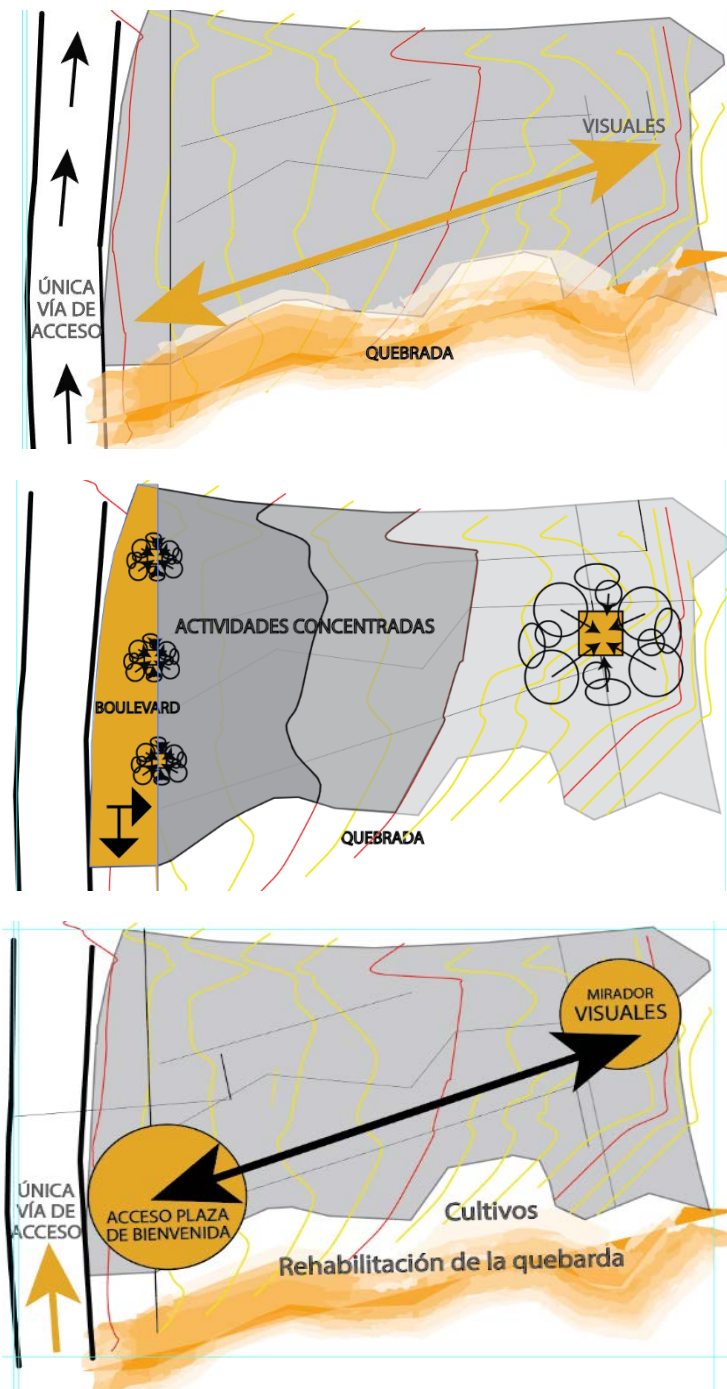 VISUALES
ÚNICA
VÍA DE
ACCESO
QUEBRADA
ACTIVIDADES CONCENTRADAS
BOULEVARD
QUEBRADA
MIRADOR
VISUALES
ÚNICA
VÍA DE
ACCESO
ACCESO PLAZA
DE BIENVENIDA
Cultivos
Rehabilitación de la quebarda